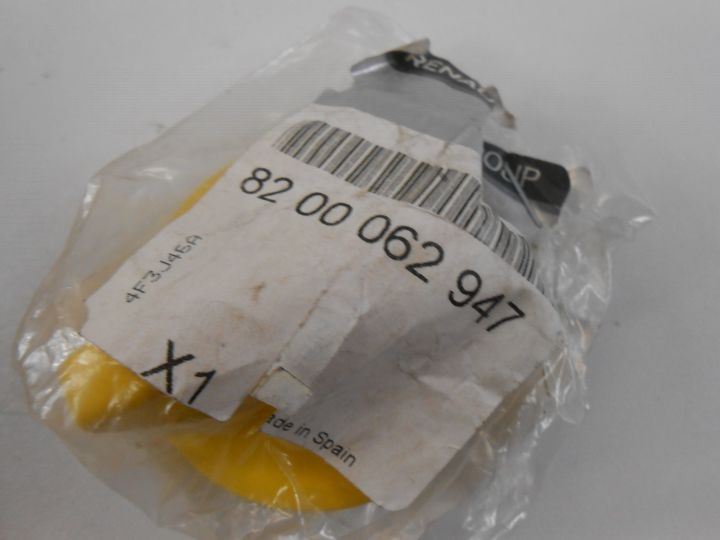 RENA
OUP
82 00 062 947
4F3J46A
X1
ade in Spain